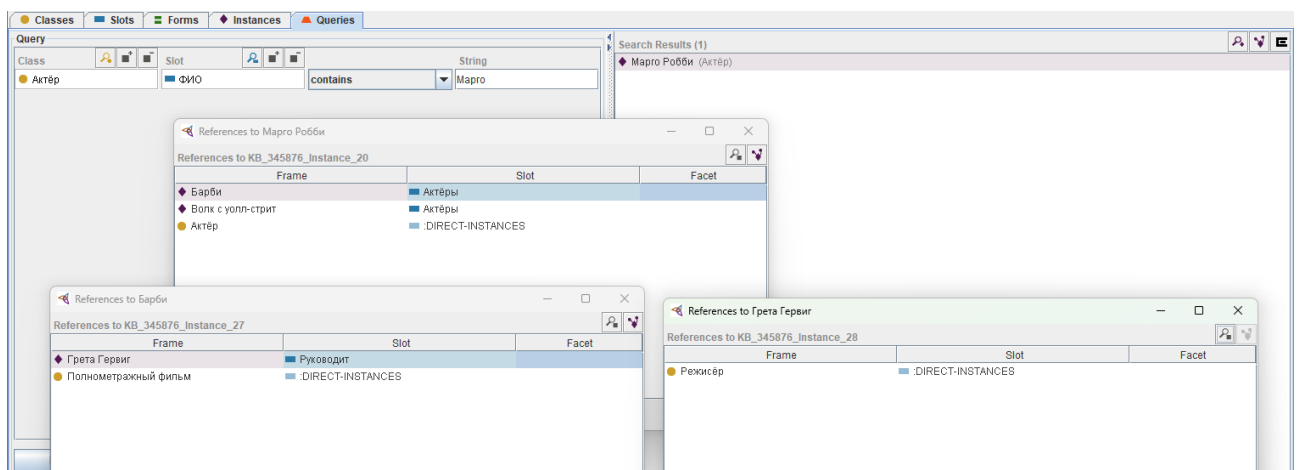 Classes Slots Forms Instances Queries
Query
Class Slot String
Актёр ФИО contains Марго
Search Results (1)
Марго Робби (Актёр)
References to Марго Робби
References to KB_345876_Instance_20
Frame Slot Facet
Барби Актёры
Волк с уолл-стрит Актёры
Актёр :DIRECT-INSTANCES
References to Барби
References to KB_345876_Instance_27
Frame Slot Facet
Грета Гервиг Руководит
Полнометражный фильм :DIRECT-INSTANCES
References to Грета Гервиг
References to KB_345876_Instance_28
Frame Slot Facet
Режисёр :DIRECT-INSTANCES